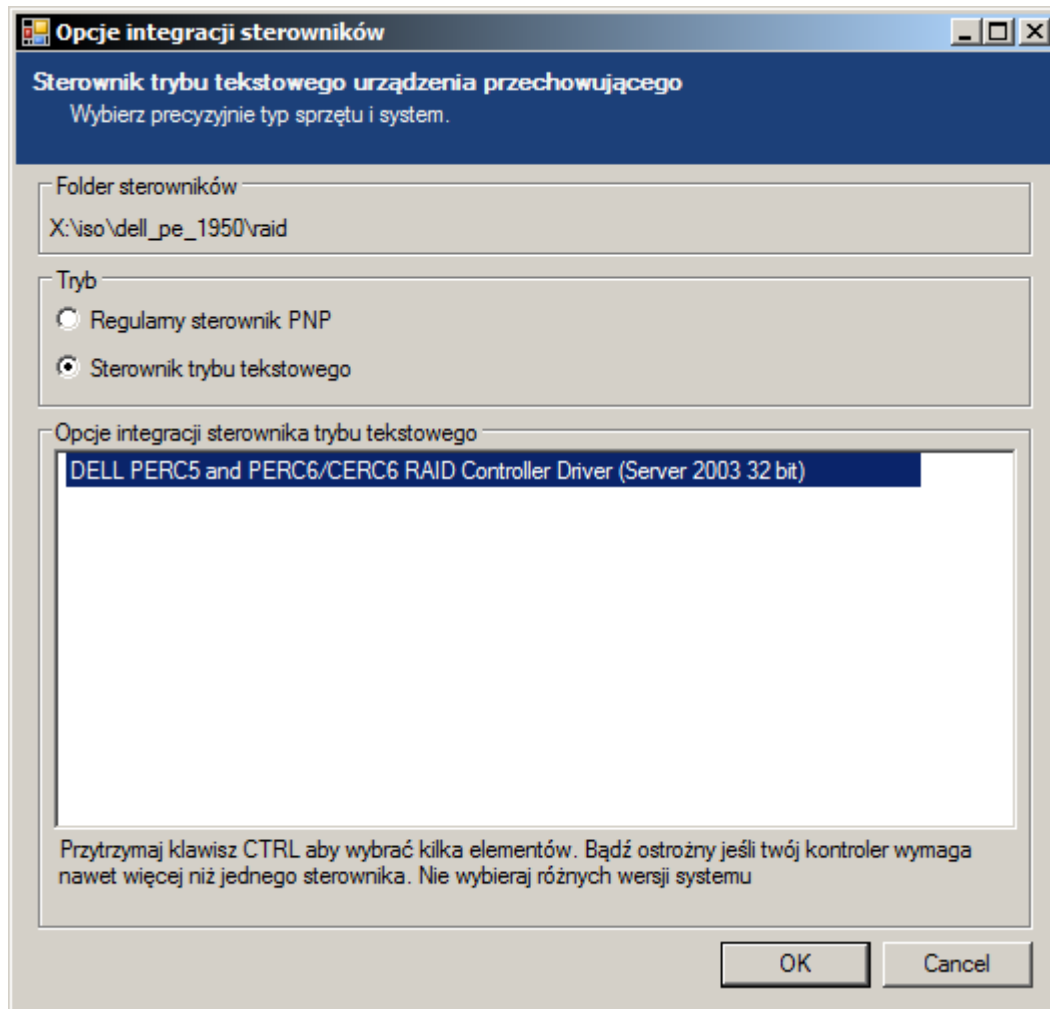 Opcje integracji sterowników
Sterownik trybu tekstowego urządzenia przechowującego
Wybierz precyzyjnie typ sprzętu i system.
Folder sterowników
X:\iso\dell_pe_1950\raid
Tryb
Regularny sterownik PNP
Sterownik trybu tekstowego
Opcje integracji sterownika trybu tekstowego
DELL PERC5 and PERC6/CERC6 RAID Controller Driver (Server 2003 32 bit)
Przytrzymaj klawisz CTRL aby wybrać kilka elementów. Bądź ostrożny jeśli twój kontroler wymaga
nawet więcej niż jednego sterownika. Nie wybieraj różnych wersji systemu
OK
Cancel